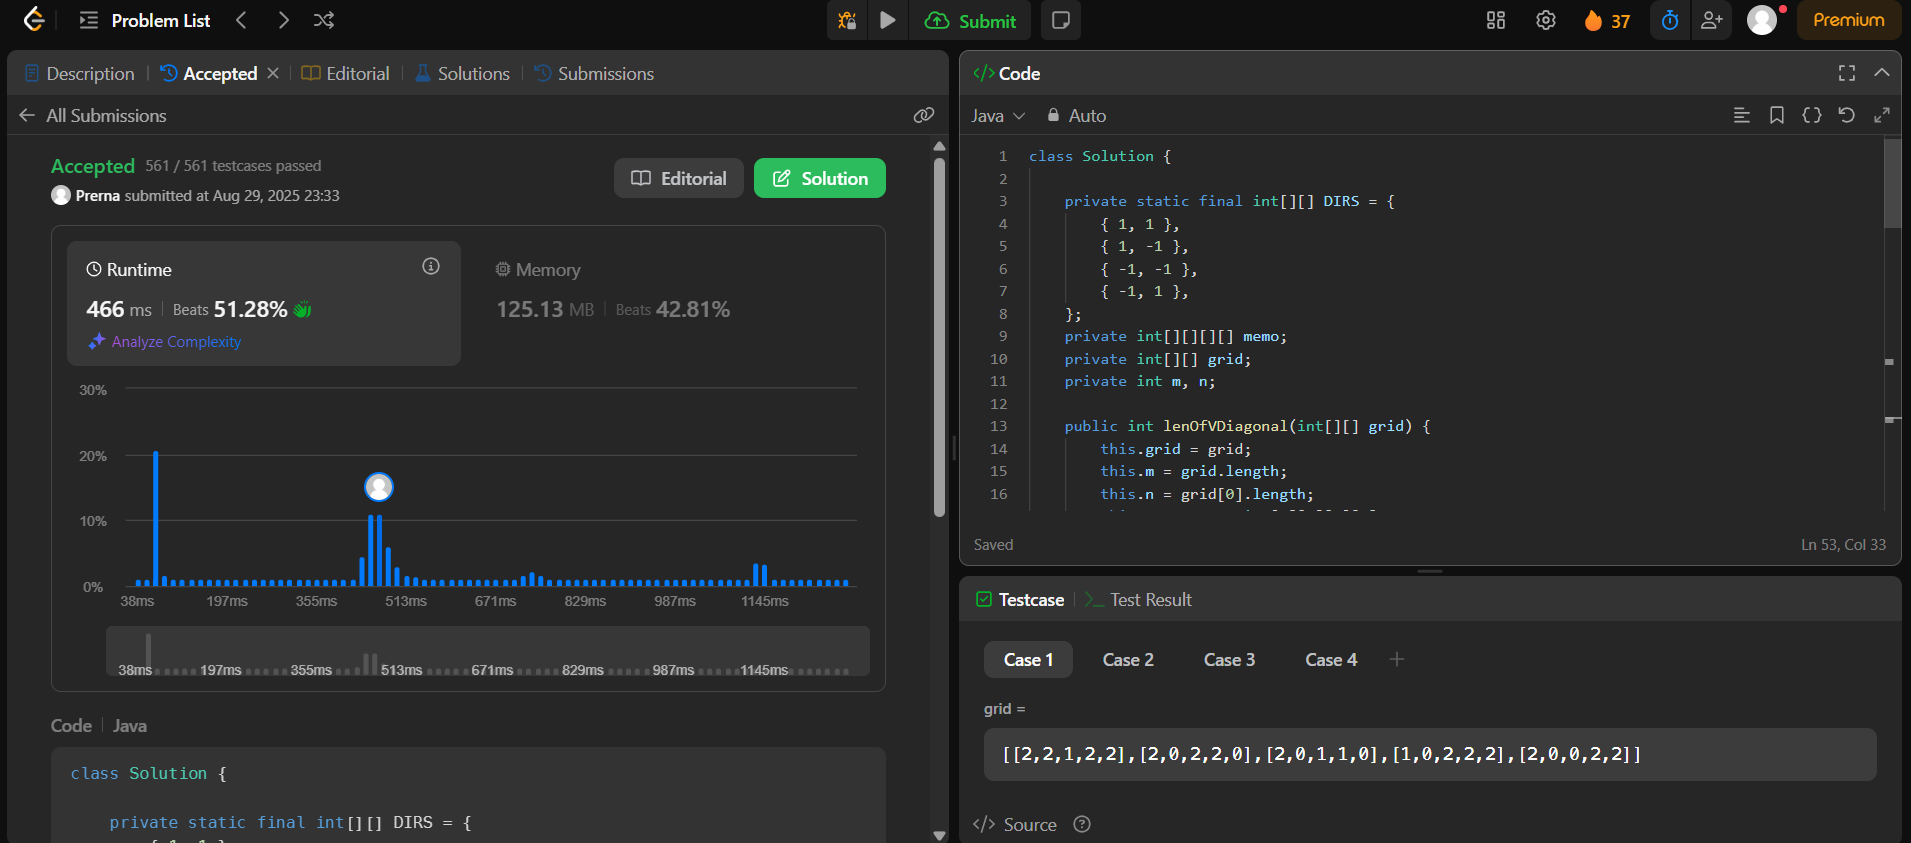 Problem List
Submit
37
Premium
Description
Accepted
Editorial
Solutions
Submissions
All Submissions
Accepted 561 / 561 testcases passed
Prerna submitted at Aug 29, 2025 23:33
Editorial
Solution
Runtime
466 ms
Beats 51.28%
Analyze Complexity
Memory
125.13 MB
Beats 42.81%
30%
20%
10%
0%
38ms 197ms 355ms 513ms 671ms 829ms 987ms 1145ms
38ms 197ms 355ms 513ms 671ms 829ms 987ms 1145ms
Code | Java
class Solution {
private static final int[][] DIRS = {
</> Code
Java
Auto
1 class Solution {
2
3 private static final int[][] DIRS = {
4 { 1, 1 },
5 { 1, -1 },
6 { -1, -1 },
7 { -1, 1 },
8 };
9 private int[][][][] memo;
10 private int[][] grid;
11 private int m, n;
12
13 public int lenOfVDiagonal(int[][] grid) {
14 this.grid = grid;
15 this.m = grid.length;
16 this.n = grid[0].length;
Saved
Ln 53, Col 33
Testcase
>_ Test Result
Case 1
Case 2
Case 3
Case 4
+
grid =
[[2,2,1,2,2],[2,0,2,2,0],[2,0,1,1,0],[1,0,2,2,2],[2,0,0,2,2]]
</> Source